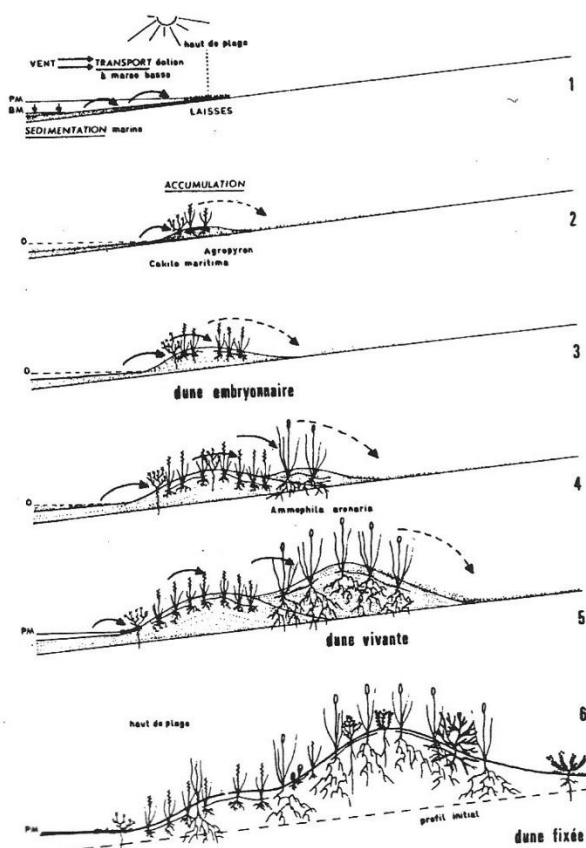 haut de plage
VENT TRANSPORT éolien
à marée basse
PM
BM
LAISSES
SEDIMENTATION marine
1
ACCUMULATION
2
0
Agropyron
Cakile maritima
3
0
dune embryonnaire
4
0
Ammophila arenaria
PM
5
dune vivante
6
haut de plage
PM
profil initial
dune fixée